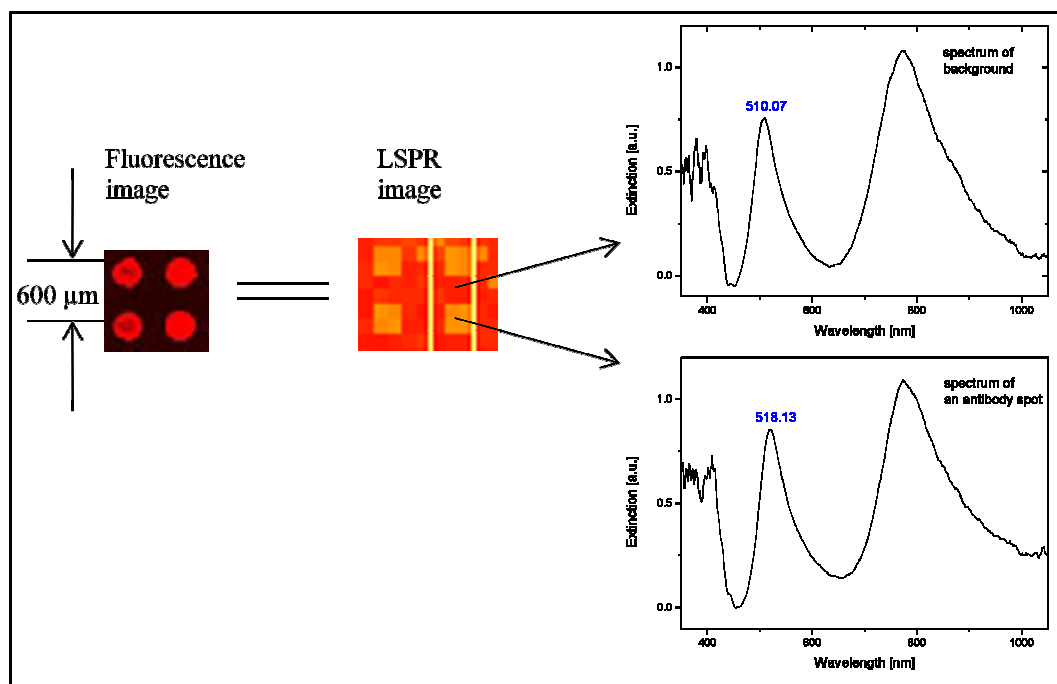 Fluorescence
image
LSPR
image
600 µm
spectrum of
background
510.07
1.0
0.5
0.0
Extinction [a.u.]
400
600
800
1000
Wavelength [nm]
spectrum of
an antibody spot
518.13
1.0
0.5
0.0
Extinction [a.u.]
400
600
800
1000
Wavelength [nm]